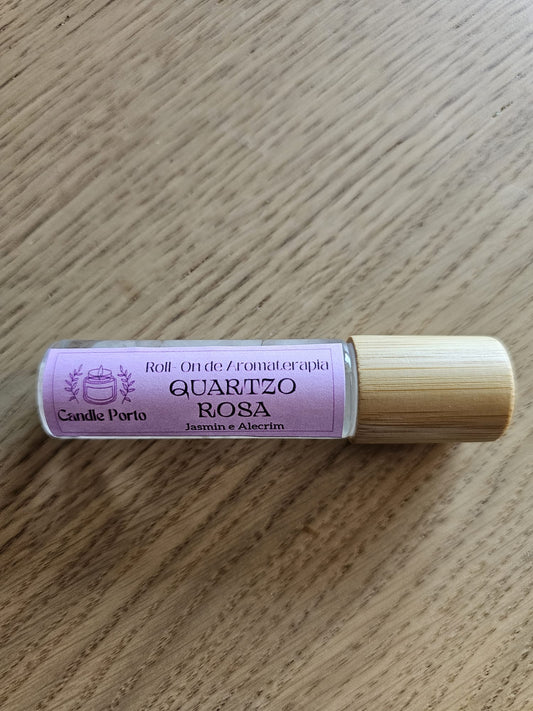 Roll-On de Aromaterapia
QUARTZO
ROSA
Jasmin e Alecrim
Candle Porto